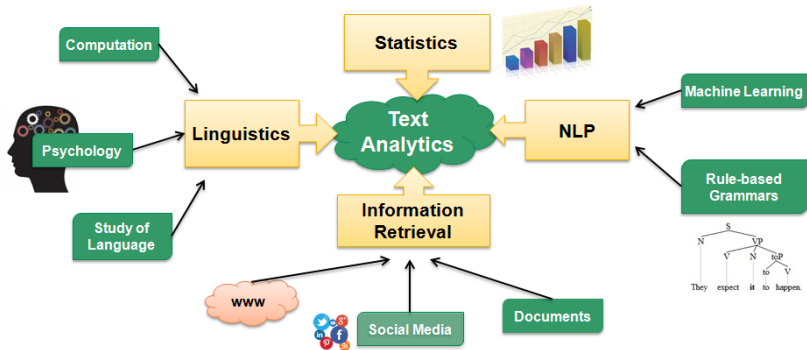 Computation
Statistics
Machine Learning
Linguistics
Text
Analytics
NLP
Psychology
Rule-based
Grammars
Study of
Language
Information
Retrieval
S
N VP
V N toP
to V
They expect it to happen.
www
Social Media
Documents